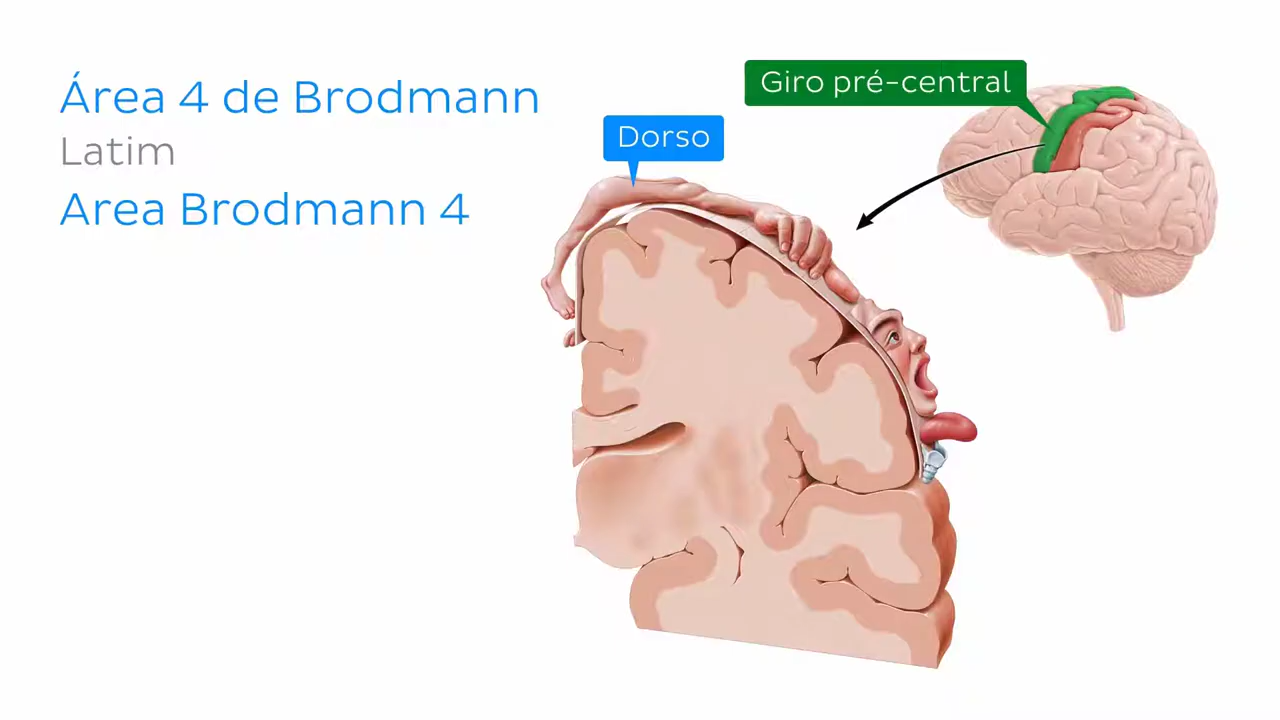 Área 4 de Brodmann
Latim
Area Brodmann 4
Dorso
Giro pré-central